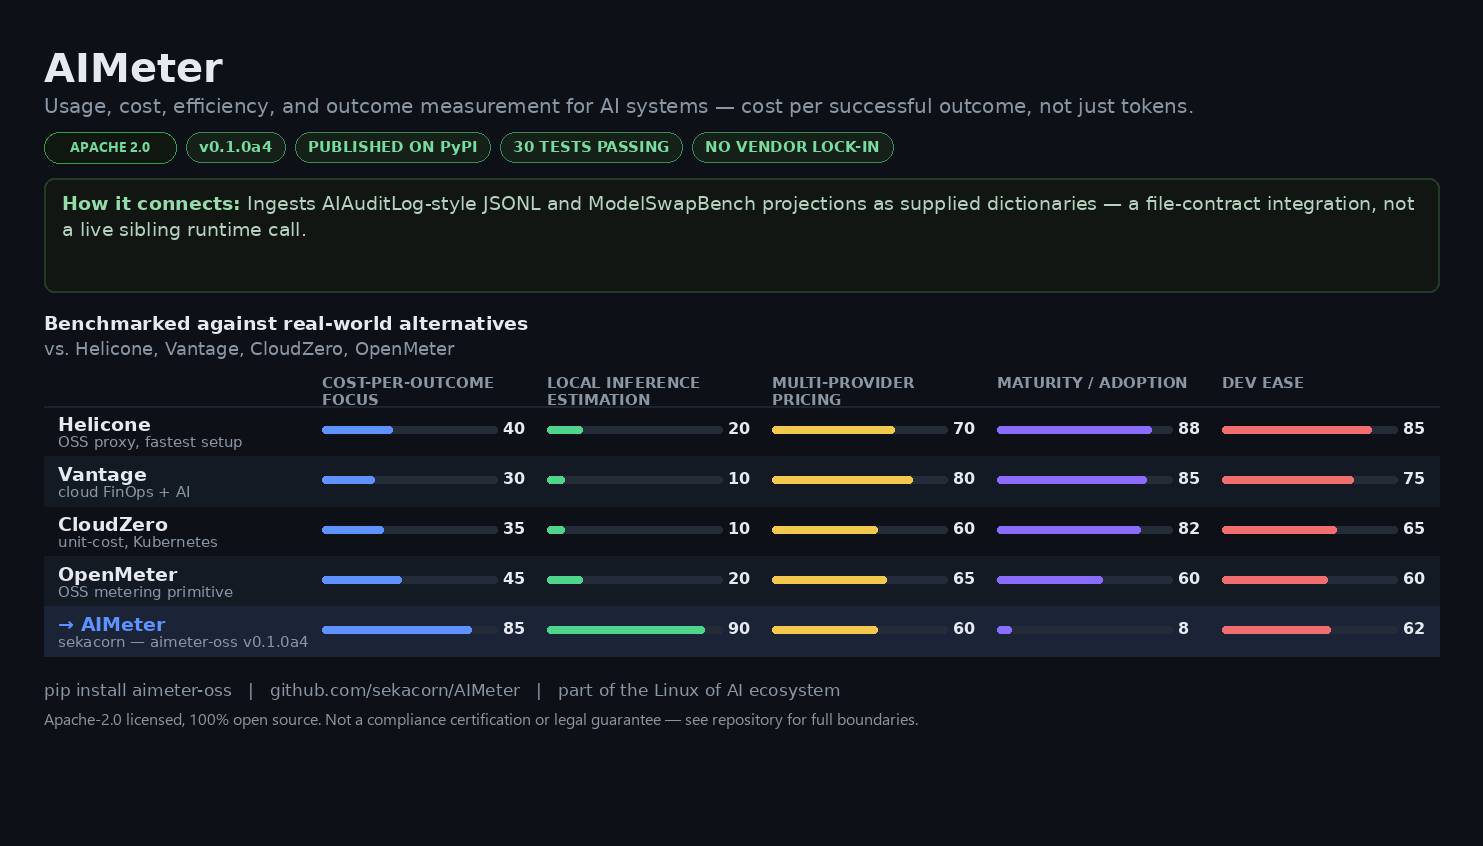 AIMeter
Usage, cost, efficiency, and outcome measurement for AI systems — cost per successful outcome, not just tokens.
APACHE 2.0 v0.1.0a4 PUBLISHED ON PyPI 30 TESTS PASSING NO VENDOR LOCK-IN
How it connects: Ingests AIAuditLog-style JSONL and ModelSwapBench projections as supplied dictionaries — a file-contract integration, not
a live sibling runtime call.
Benchmarked against real-world alternatives
vs. Helicone, Vantage, CloudZero, OpenMeter
COST-PER-OUTCOME FOCUS LOCAL INFERENCE ESTIMATION MULTI-PROVIDER PRICING MATURITY / ADOPTION DEV EASE
Helicone 40 20 70 88 85
OSS proxy, fastest setup
Vantage 30 10 80 85 75
cloud FinOps + AI
CloudZero 35 10 60 82 65
unit-cost, Kubernetes
OpenMeter 45 20 65 60 60
OSS metering primitive
→ AIMeter 85 90 60 8 62
sekacorn — aimeter-oss v0.1.0a4
pip install aimeter-oss | github.com/sekacorn/AIMeter | part of the Linux of AI ecosystem
Apache-2.0 licensed, 100% open source. Not a compliance certification or legal guarantee — see repository for full boundaries.